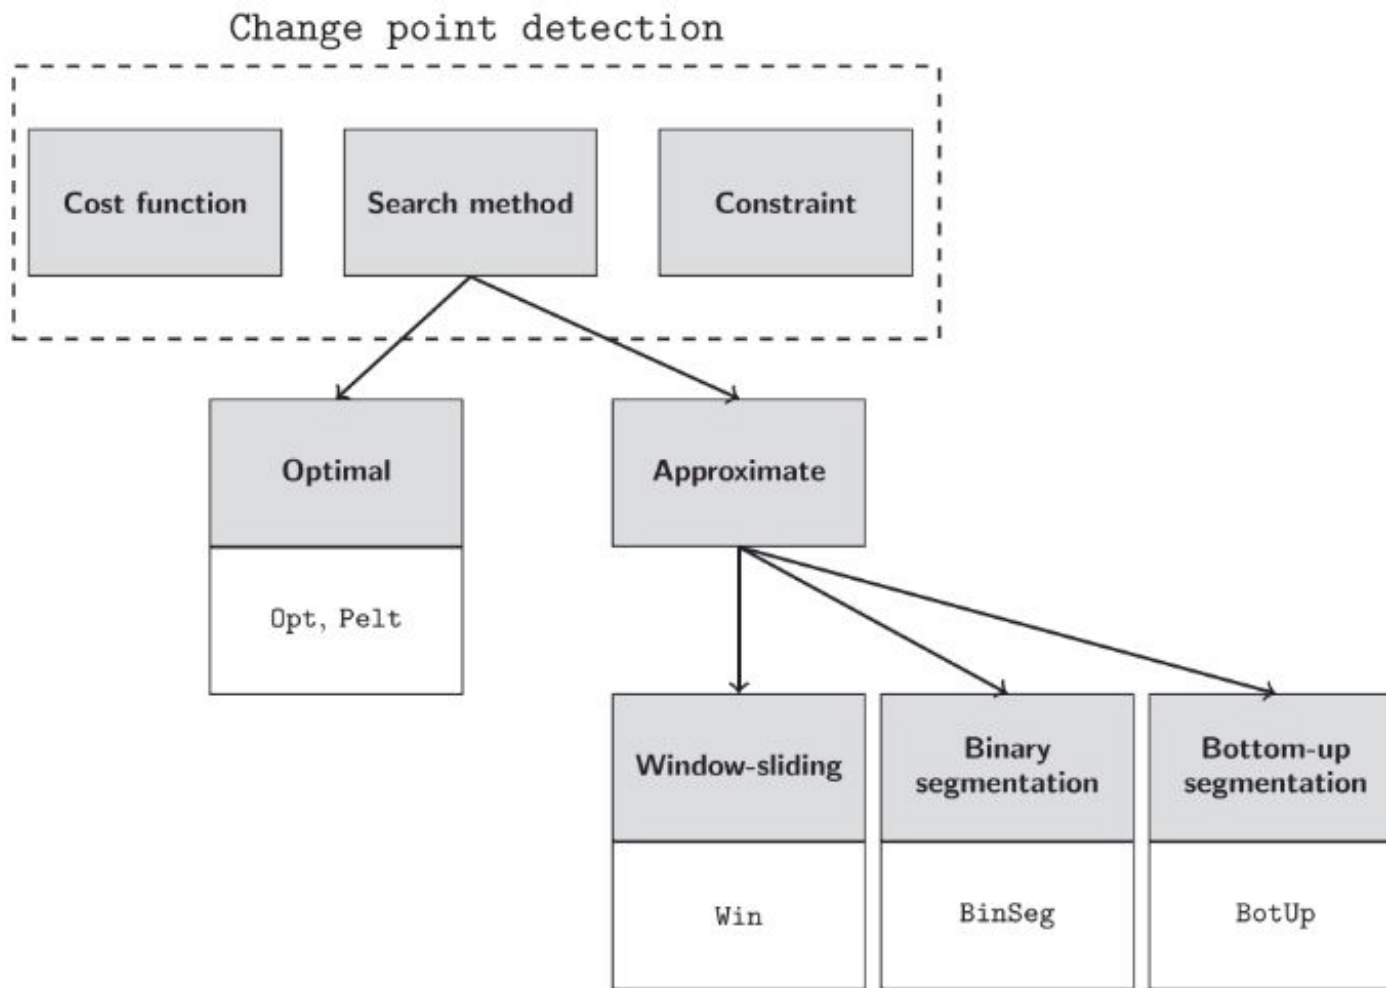 Change point detection
Cost function
Search method
Constraint
Optimal
Approximate
Opt, Pelt
Window-sliding
Binary
segmentation
Bottom-up
segmentation
Win
BinSeg
BotUp